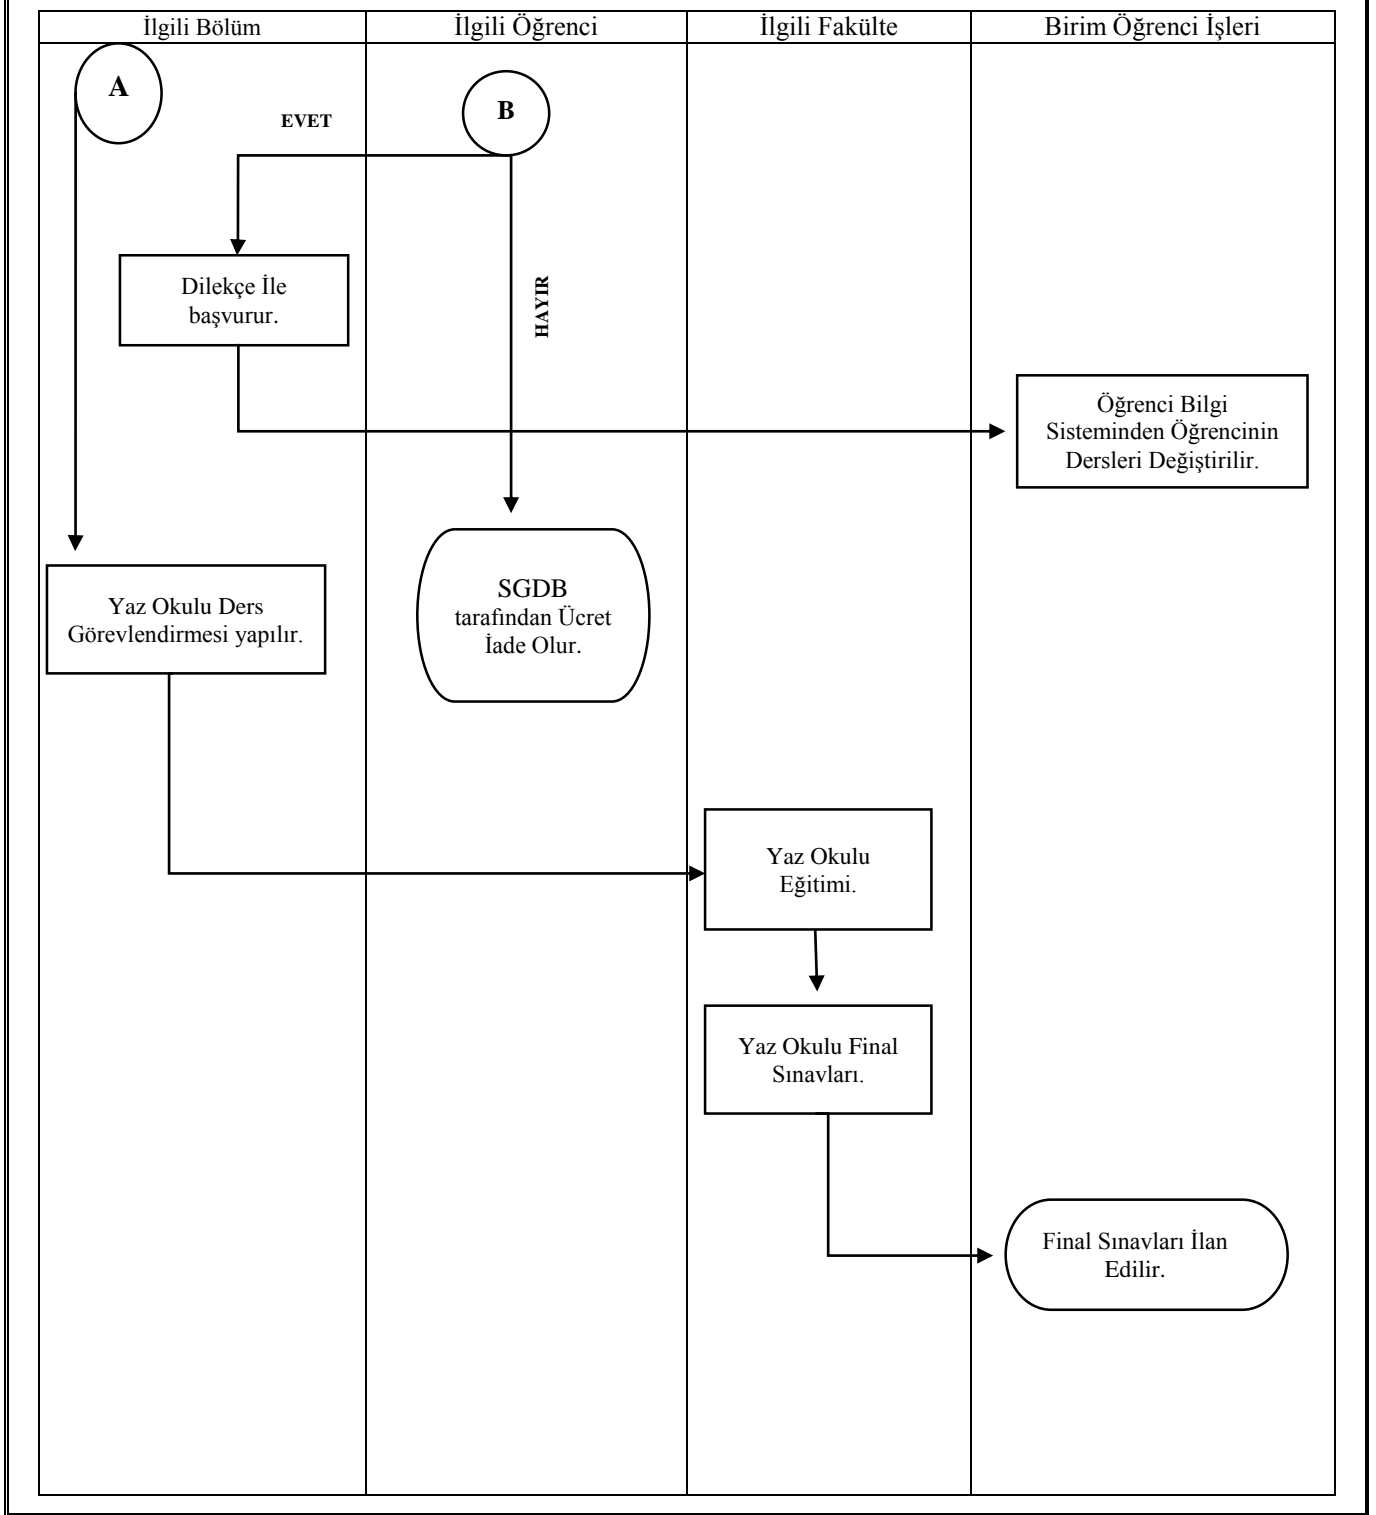 İlgili Bölüm
İlgili Öğrenci
İlgili Fakülte
Birim Öğrenci İşleri
A
B
EVET
Dilekçe İle
başvurur.
HAYIR
Öğrenci Bilgi
Sisteminden Öğrencinin
Dersleri Değiştirilir.
Yaz Okulu Ders
Görevlendirmesi yapılır.
SGDB
tarafından Ücret
İade Olur.
Yaz Okulu
Eğitimi.
Yaz Okulu Final
Sınavları.
Final Sınavları İlan
Edilir.